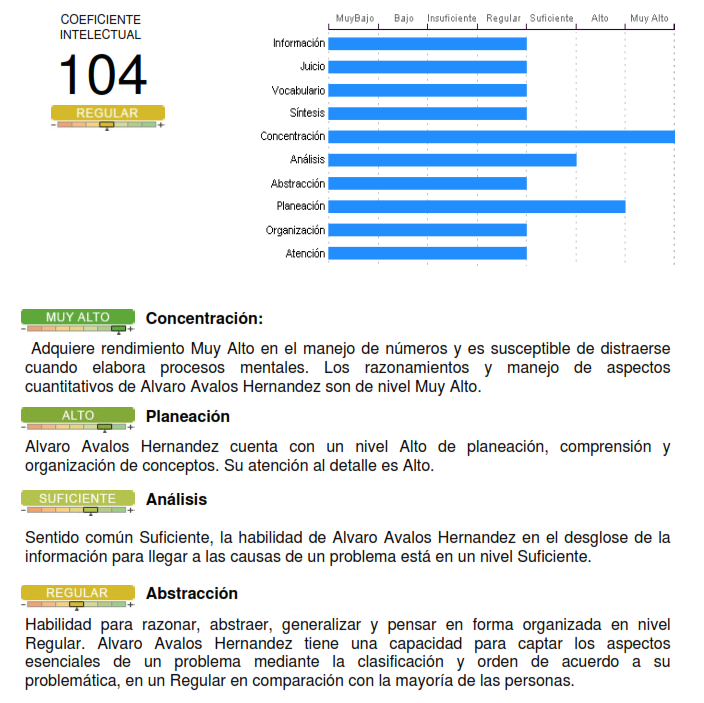 COEFICIENTE
INTELECTUAL
104
REGULAR
- +
MuyBajo Bajo Insuficiente Regular Suficiente Alto Muy Alto
Información
Juicio
Vocabulario
Síntesis
Concentración
Análisis
Abstracción
Planeación
Organización
Atención
MUY ALTO Concentración:
- +
Adquiere rendimiento Muy Alto en el manejo de números y es susceptible de distraerse
cuando elabora procesos mentales. Los razonamientos y manejo de aspectos
cuantitativos de Alvaro Avalos Hernandez son de nivel Muy Alto.
ALTO Planeación
- +
Alvaro Avalos Hernandez cuenta con un nivel Alto de planeación, comprensión y
organización de conceptos. Su atención al detalle es Alto.
SUFICIENTE Análisis
- +
Sentido común Suficiente, la habilidad de Alvaro Avalos Hernandez en el desglose de la
información para llegar a las causas de un problema está en un nivel Suficiente.
REGULAR Abstracción
- +
Habilidad para razonar, abstraer, generalizar y pensar en forma organizada en nivel
Regular. Alvaro Avalos Hernandez tiene una capacidad para captar los aspectos
esenciales de un problema mediante la clasificación y orden de acuerdo a su
problemática, en un Regular en comparación con la mayoría de las personas.